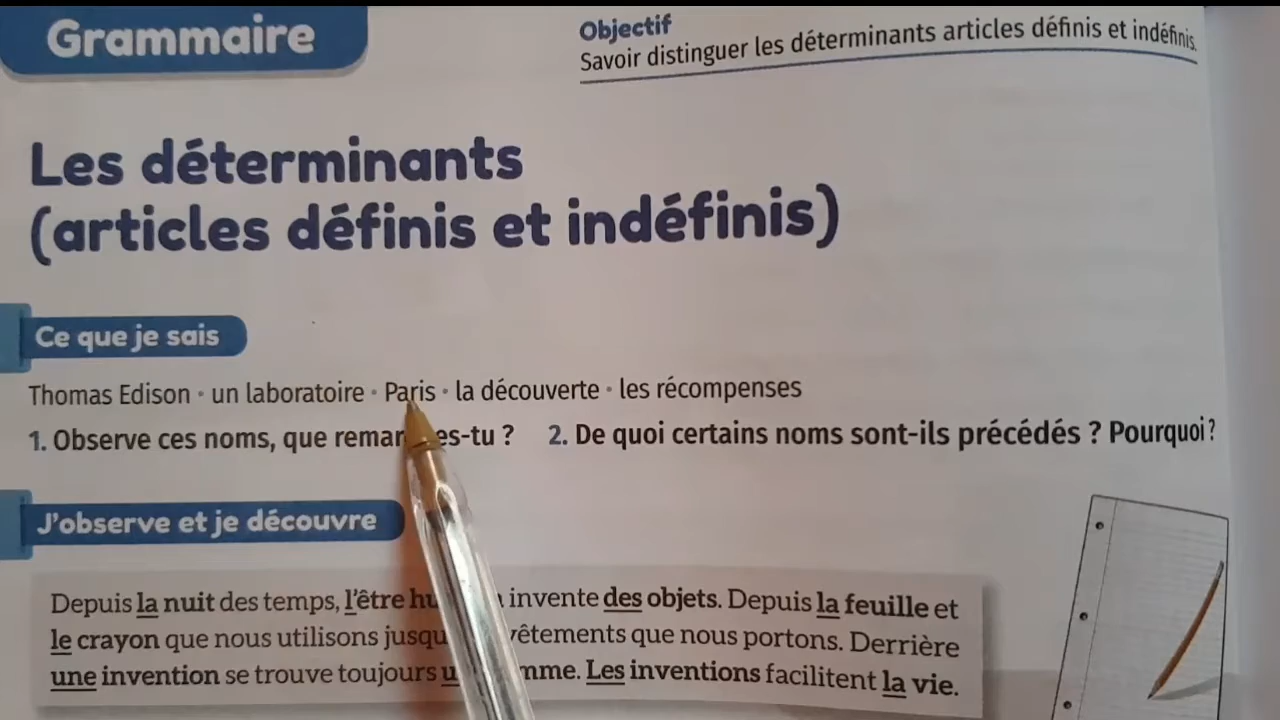 Grammaire
Objectif
Savoir distinguer les déterminants articles définis et indéfinis.
Les déterminants
(articles définis et indéfinis)
Ce que je sais
Thomas Edison · un laboratoire · Paris · la découverte · les récompenses
1. Observe ces noms, que remarques-tu ? 2. De quoi certains noms sont-ils précédés ? Pourquoi ?
J'observe et je découvre
Depuis la nuit des temps, l'être invente des objets. Depuis la feuille et
le crayon que nous utilisons vêtements que nous portons. Derrière
une invention se trouve toujours Les inventions facilitent la vie.